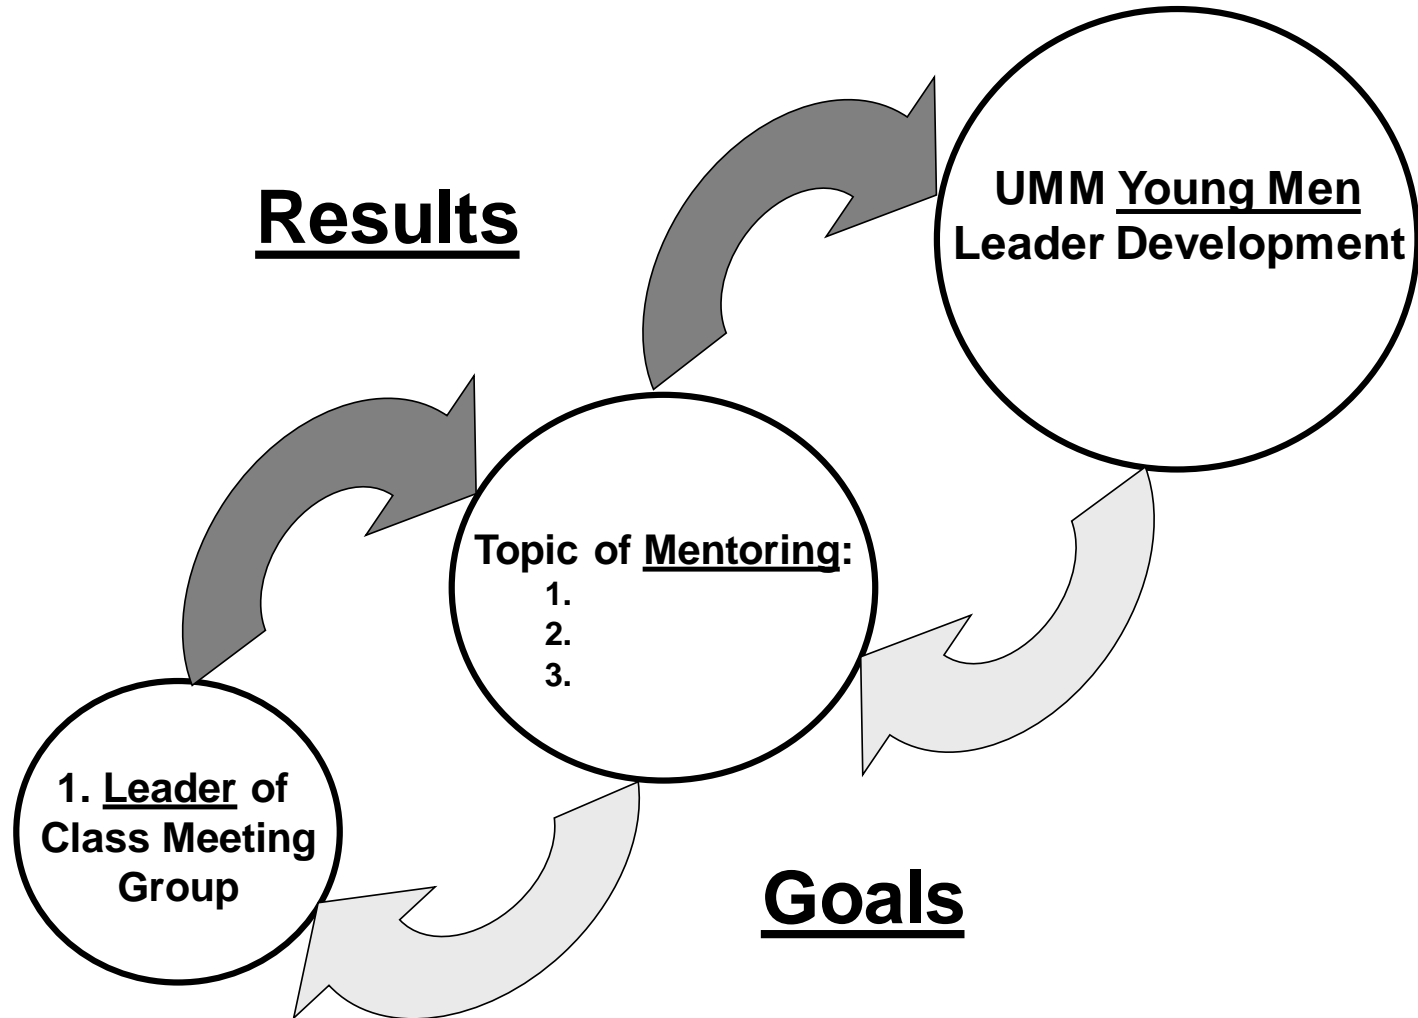 Results
UMM Young Men
Leader Development
Topic of Mentoring:
1.
2.
3.
1. Leader of
Class Meeting
Group
Goals